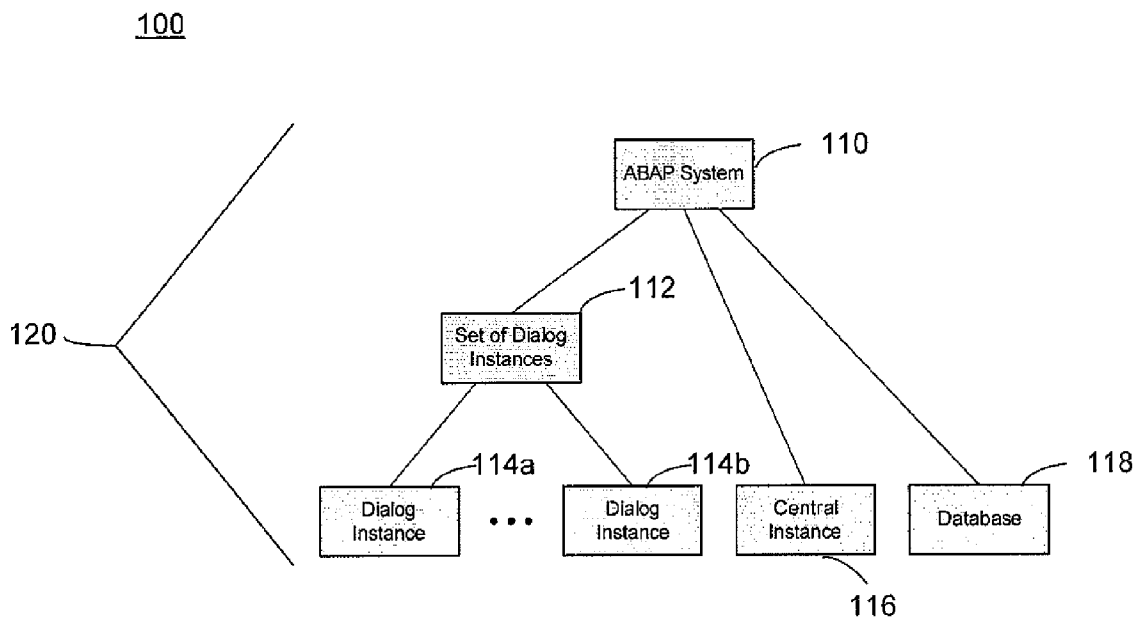 100
110
ABAP System
112
120
Set of Dialog
Instances
114a
114b
118
Dialog
Instance
•••
Dialog
Instance
Central
Instance
Database
116